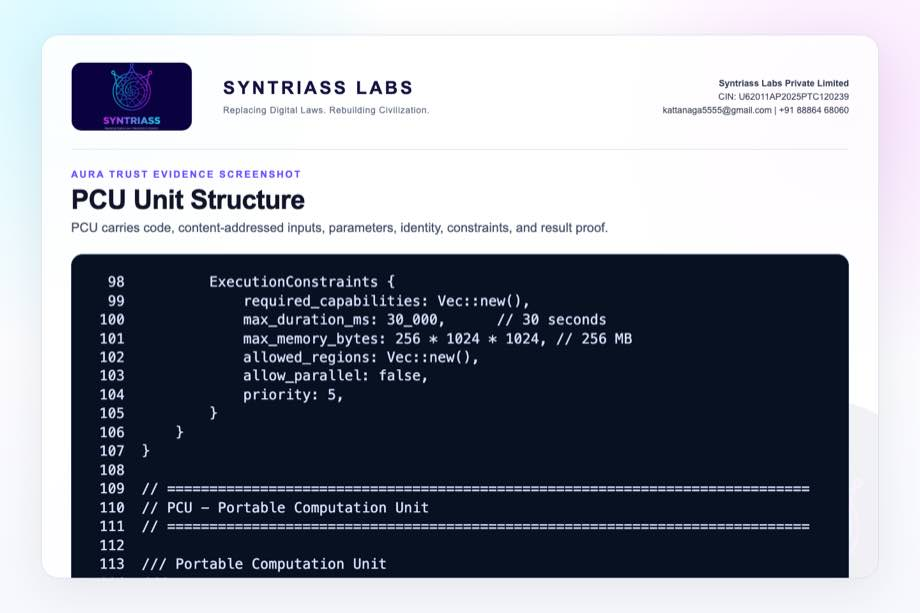 SYNTRIASS
SYNTRIASS LABS
Replacing Digital Laws. Rebuilding Civilization.
Syntriass Labs Private Limited
CIN: U62011AP2025PTC120239
kattanaga5555@gmail.com | +91 88864 68060
AURA TRUST EVIDENCE SCREENSHOT
PCU Unit Structure
PCU carries code, content-addressed inputs, parameters, identity, constraints, and result proof.
98         ExecutionConstraints {
99             required_capabilities: Vec::new(),
100             max_duration_ms: 30_000,      // 30 seconds
101             max_memory_bytes: 256 * 1024 * 1024, // 256 MB
102             allowed_regions: Vec::new(),
103             allow_parallel: false,
104             priority: 5,
105         }
106     }
107 }
108
109 // ============================================================================
110 // PCU — Portable Computation Unit
111 // ============================================================================
112
113 /// Portable Computation Unit